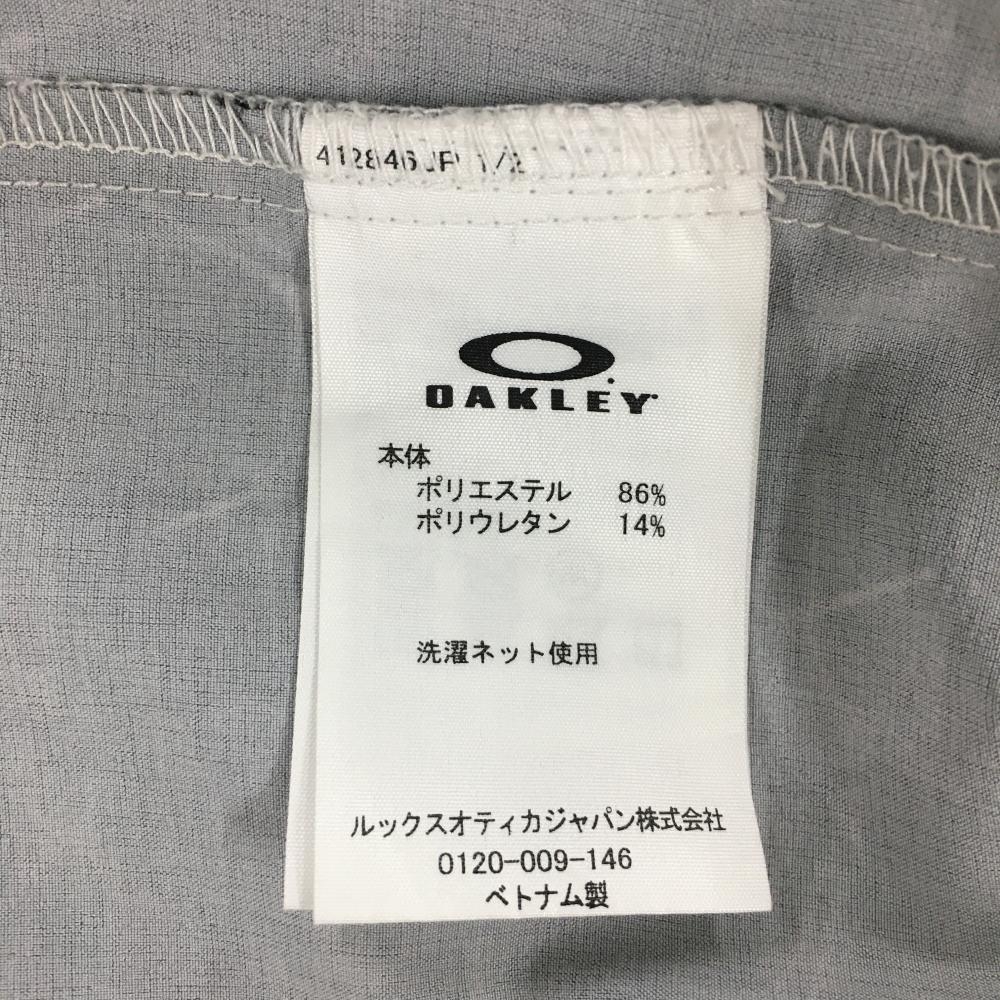 412846JP 1/2
OAKLEY
本体
ポリエステル 86%
ポリウレタン 14%
洗濯ネット使用
ルックスオティカジャパン株式会社
0120-009-146
ベトナム製